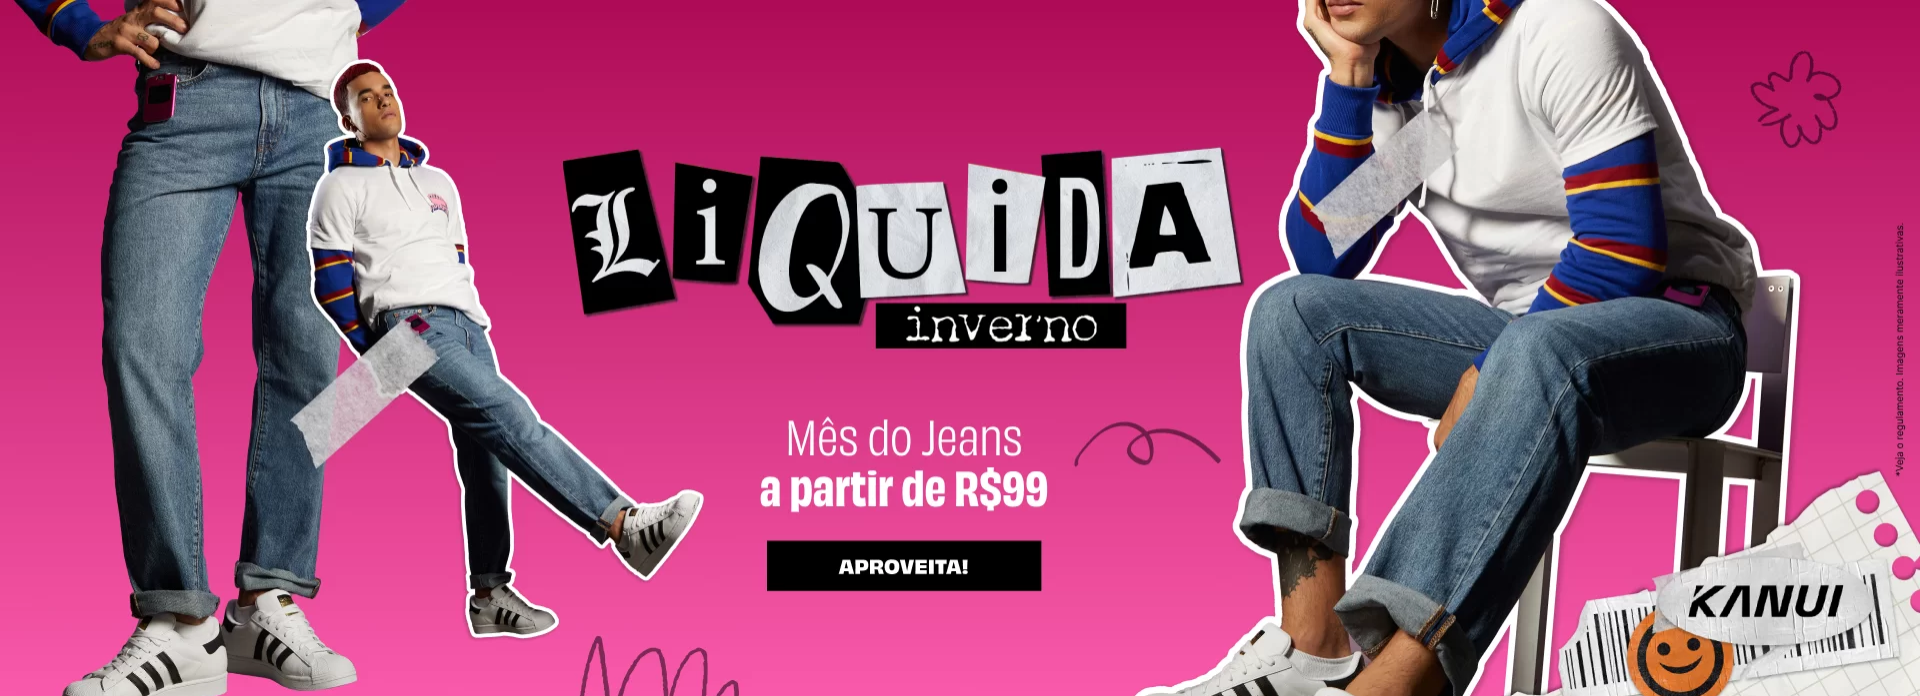 LiQUiDA
inverno
Mês do Jeans
a partir de R$99
APROVEITA!
*Veja o regulamento. Imagens meramente ilustrativas.
KANUI